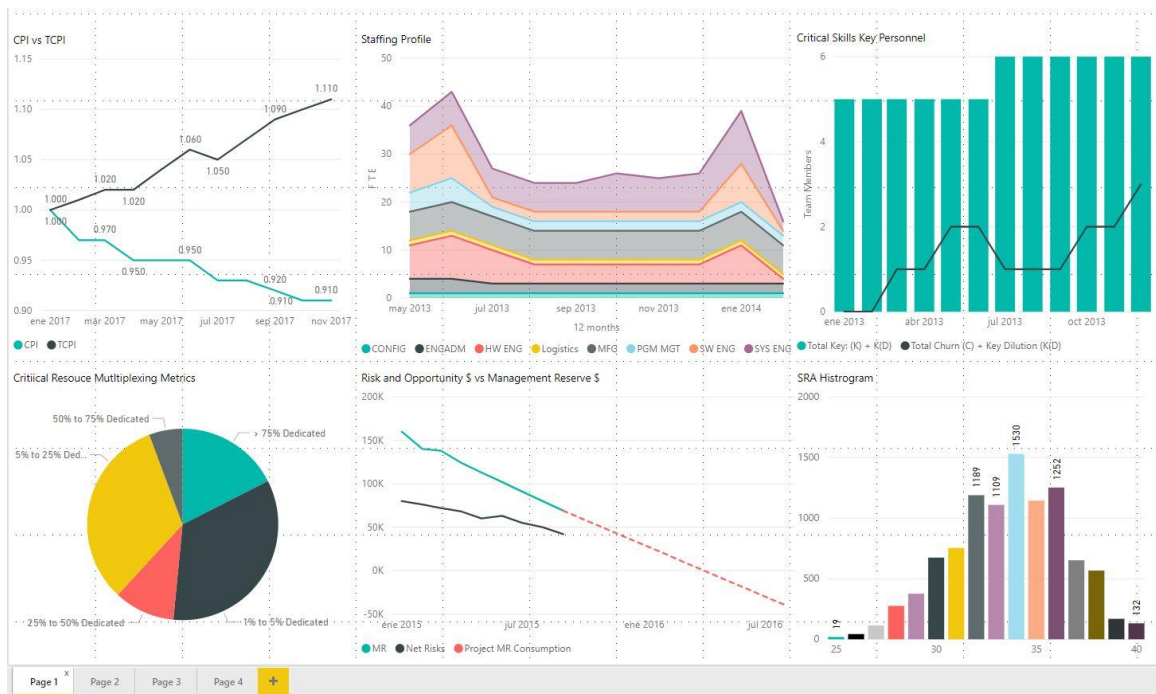 CPI vs TCPI
1.15
1.10
1.05
1.00
0.95
0.90
1.000
1.000
1.020
1.020
1.060
1.050
1.090
1.110
0.970
0.950
0.950
0.920
0.910
0.910
ene 2017 mar 2017 may 2017 jul 2017 sep 2017 nov 2017
CPI TCPI
Staffing Profile
50
40
30
20
10
0
FTE
may 2013 jul 2013 sep 2013 nov 2013 ene 2014
12 months
CONFIG ENGADM HW ENG Logistics MFG PGM MGT SW ENG SYS ENG
Critical Skills Key Personnel
6
4
2
0
Team Members
ene 2013 abr 2013 jul 2013 oct 2013
Total Key: (K) + K(D) Total Churn (C) + Key Dilution (K(D)
Critiical Resouce Mutltiplexing Metrics
50% to 75% Dedicated
> 75% Dedicated
5% to 25% Ded...
25% to 50% Dedicated
1% to 5% Dedicated
Risk and Opportunity $ vs Management Reserve $
200K
150K
100K
50K
0K
-50K
ene 2015 jul 2015 ene 2016 jul 2016
MR Net Risks Project MR Consumption
SRA Histrogram
2000
1500
1000
500
0
19
1189
1109
1530
1252
132
25 30 35 40
Page 1 x Page 2 Page 3 Page 4 +